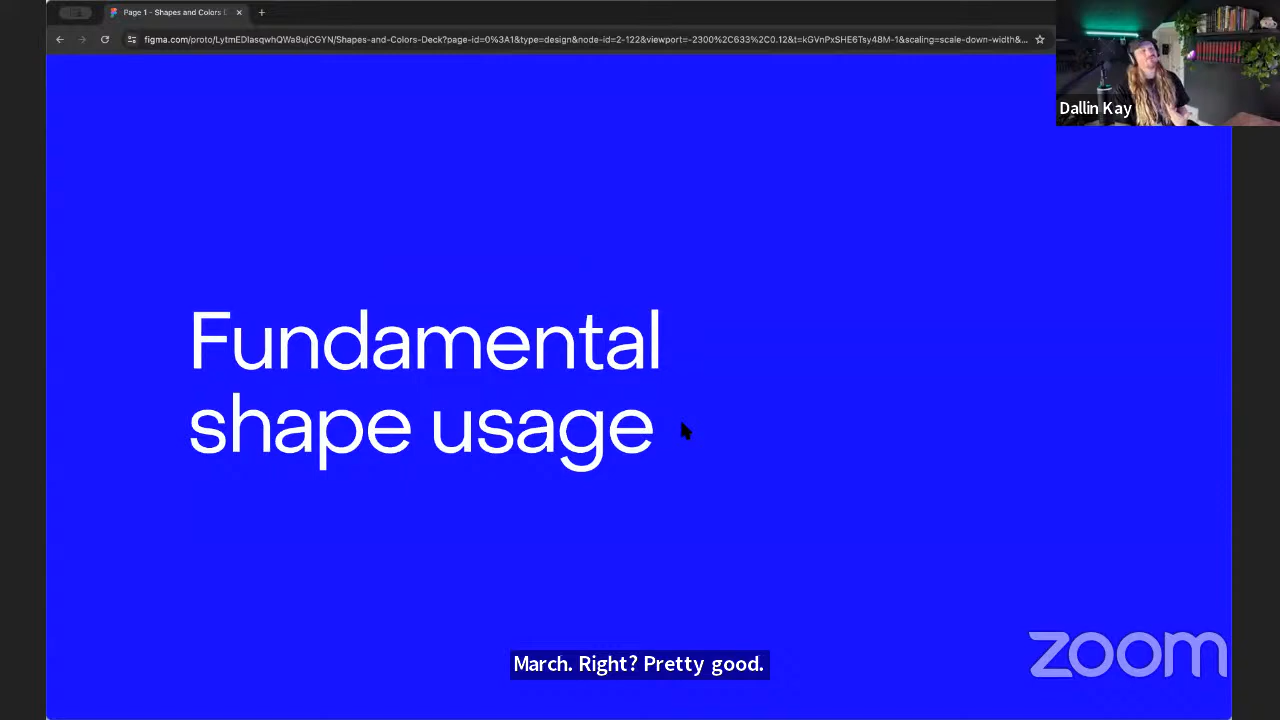 Page 1 – Shapes and Colors D
figma.com/proto/LytmEDlasqwhQWa8ujCGYN/Shapes-and-Colors-Deck?page-id=0%3A1&type=design&node-id=2-122&viewport=-2300%2C633%2C0.12&t=kGVnPxSHE6Tsy48M-1&scaling=scale-down-width&...
Dallin Kay
Fundamental
shape usage
zoom
March. Right? Pretty good.